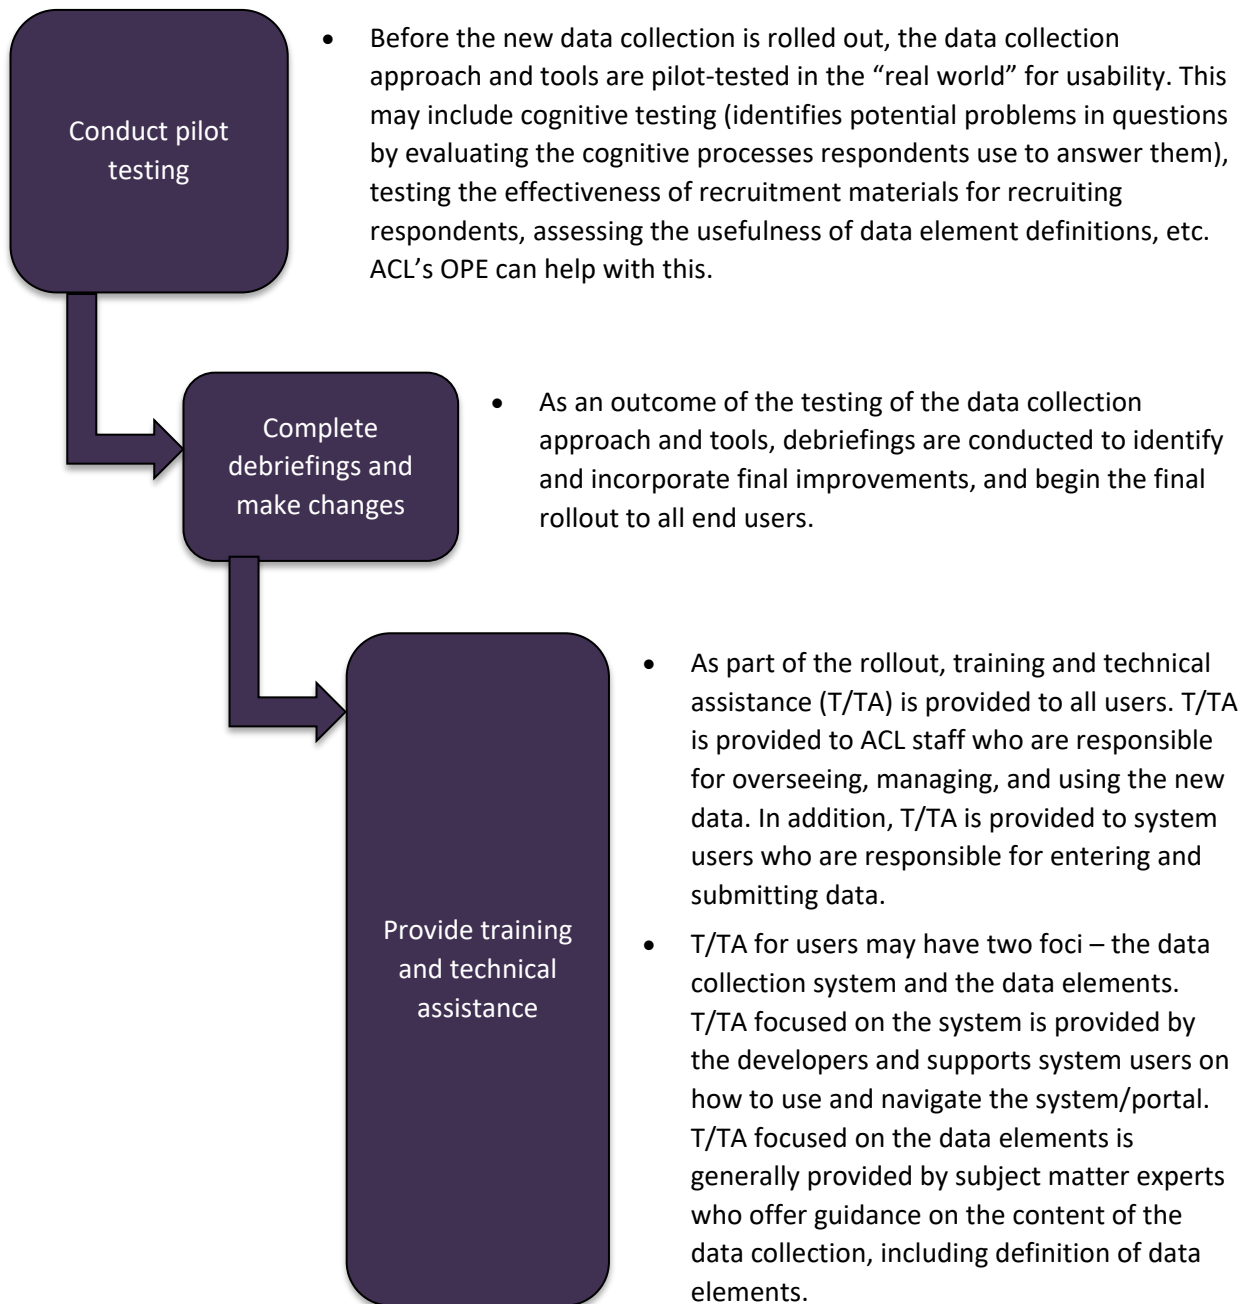 Conduct pilot
testing
• Before the new data collection is rolled out, the data collection
approach and tools are pilot-tested in the “real world” for usability. This
may include cognitive testing (identifies potential problems in questions
by evaluating the cognitive processes respondents use to answer them),
testing the effectiveness of recruitment materials for recruiting
respondents, assessing the usefulness of data element definitions, etc.
ACL’s OPE can help with this.
Complete
debriefings and
make changes
• As an outcome of the testing of the data collection
approach and tools, debriefings are conducted to identify
and incorporate final improvements, and begin the final
rollout to all end users.
Provide training
and technical
assistance
• As part of the rollout, training and technical
assistance (T/TA) is provided to all users. T/TA
is provided to ACL staff who are responsible
for overseeing, managing, and using the new
data. In addition, T/TA is provided to system
users who are responsible for entering and
submitting data.
• T/TA for users may have two foci – the data
collection system and the data elements.
T/TA focused on the system is provided by
the developers and supports system users on
how to use and navigate the system/portal.
T/TA focused on the data elements is
generally provided by subject matter experts
who offer guidance on the content of the
data collection, including definition of data
elements.